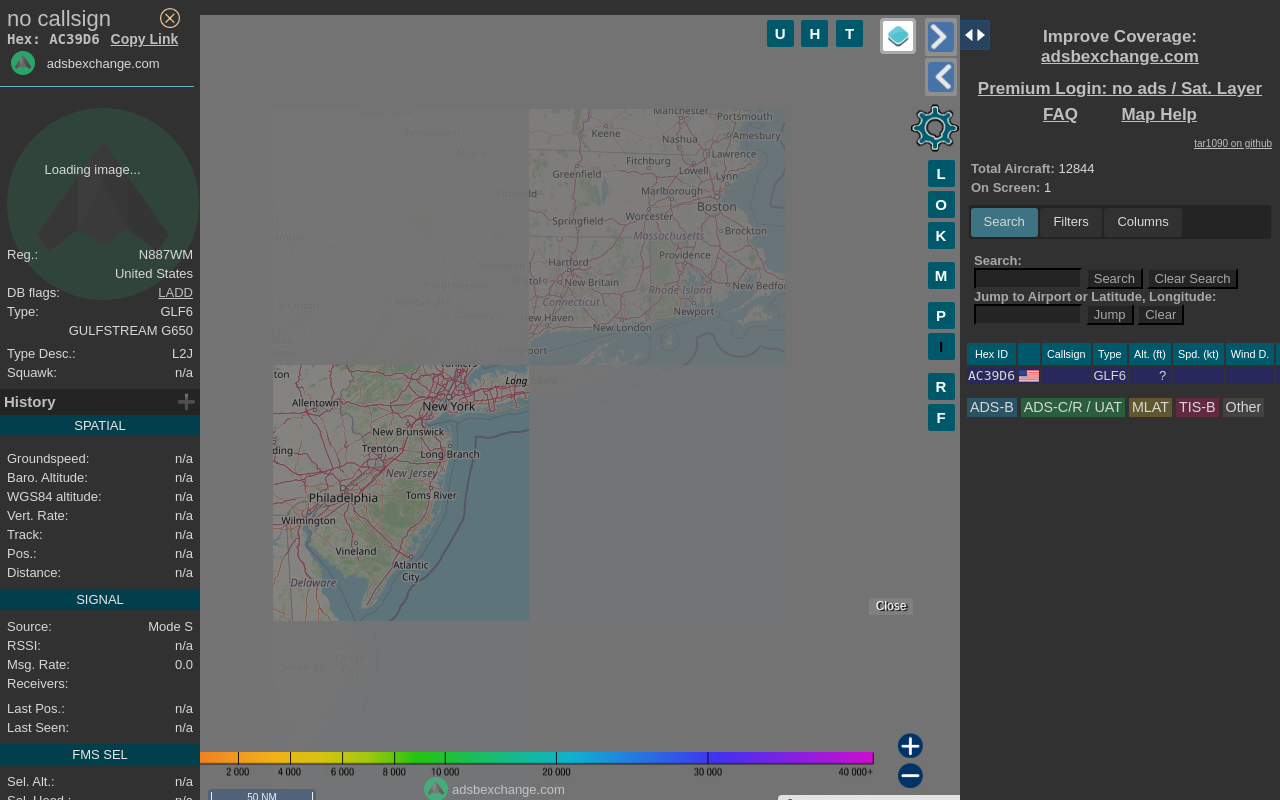 no callsign
Hex: AC39D6 Copy Link
adsbexchange.com
Loading image...
Reg.: N887WM
United States
DB flags: LADD
Type: GLF6
GULFSTREAM G650
Type Desc.: L2J
Squawk: n/a
History
SPATIAL
Groundspeed: n/a
Baro. Altitude: n/a
WGS84 altitude: n/a
Vert. Rate: n/a
Track: n/a
Pos.: n/a
Distance: n/a
SIGNAL
Source: Mode S
RSSI: n/a
Msg. Rate: 0.0
Receivers:
Last Pos.: n/a
Last Seen: n/a
FMS SEL
Sel. Alt.: n/a
U H T
L
O
K
M
P
I
R
F
Manchester
Portsmouth
Keene
Nashua
Amesbury
Fitchburg
Lawrence
Greenfield
Lowell
Lynn
Marlborough
Boston
Springfield
Worcester
Brockton
Massachusetts
Providence
Hartford
New Britain
New Bedfor
Rhode Island
Connecticut
Newport
ew Haven
New London
ton
Long Island
Allentown
New York
New Brunswick
Trenton
Long Branch
ding
New Jersey
Philadelphia
Toms River
Wilmington
Vineland
Atlantic
City
Delaware
Close
2 000 4 000 6 000 8 000 10 000 20 000 30 000 40 000+
adsbexchange.com
50 NM
Improve Coverage:
adsbexchange.com
Premium Login: no ads / Sat. Layer
FAQ Map Help
tar1090 on github
Total Aircraft: 12844
On Screen: 1
Search Filters Columns
Search:
Search Clear Search
Jump to Airport or Latitude, Longitude:
Jump Clear
Hex ID Callsign Type Alt. (ft) Spd. (kt) Wind D.
AC39D6 GLF6 ?
ADS-B ADS-C/R / UAT MLAT TIS-B Other